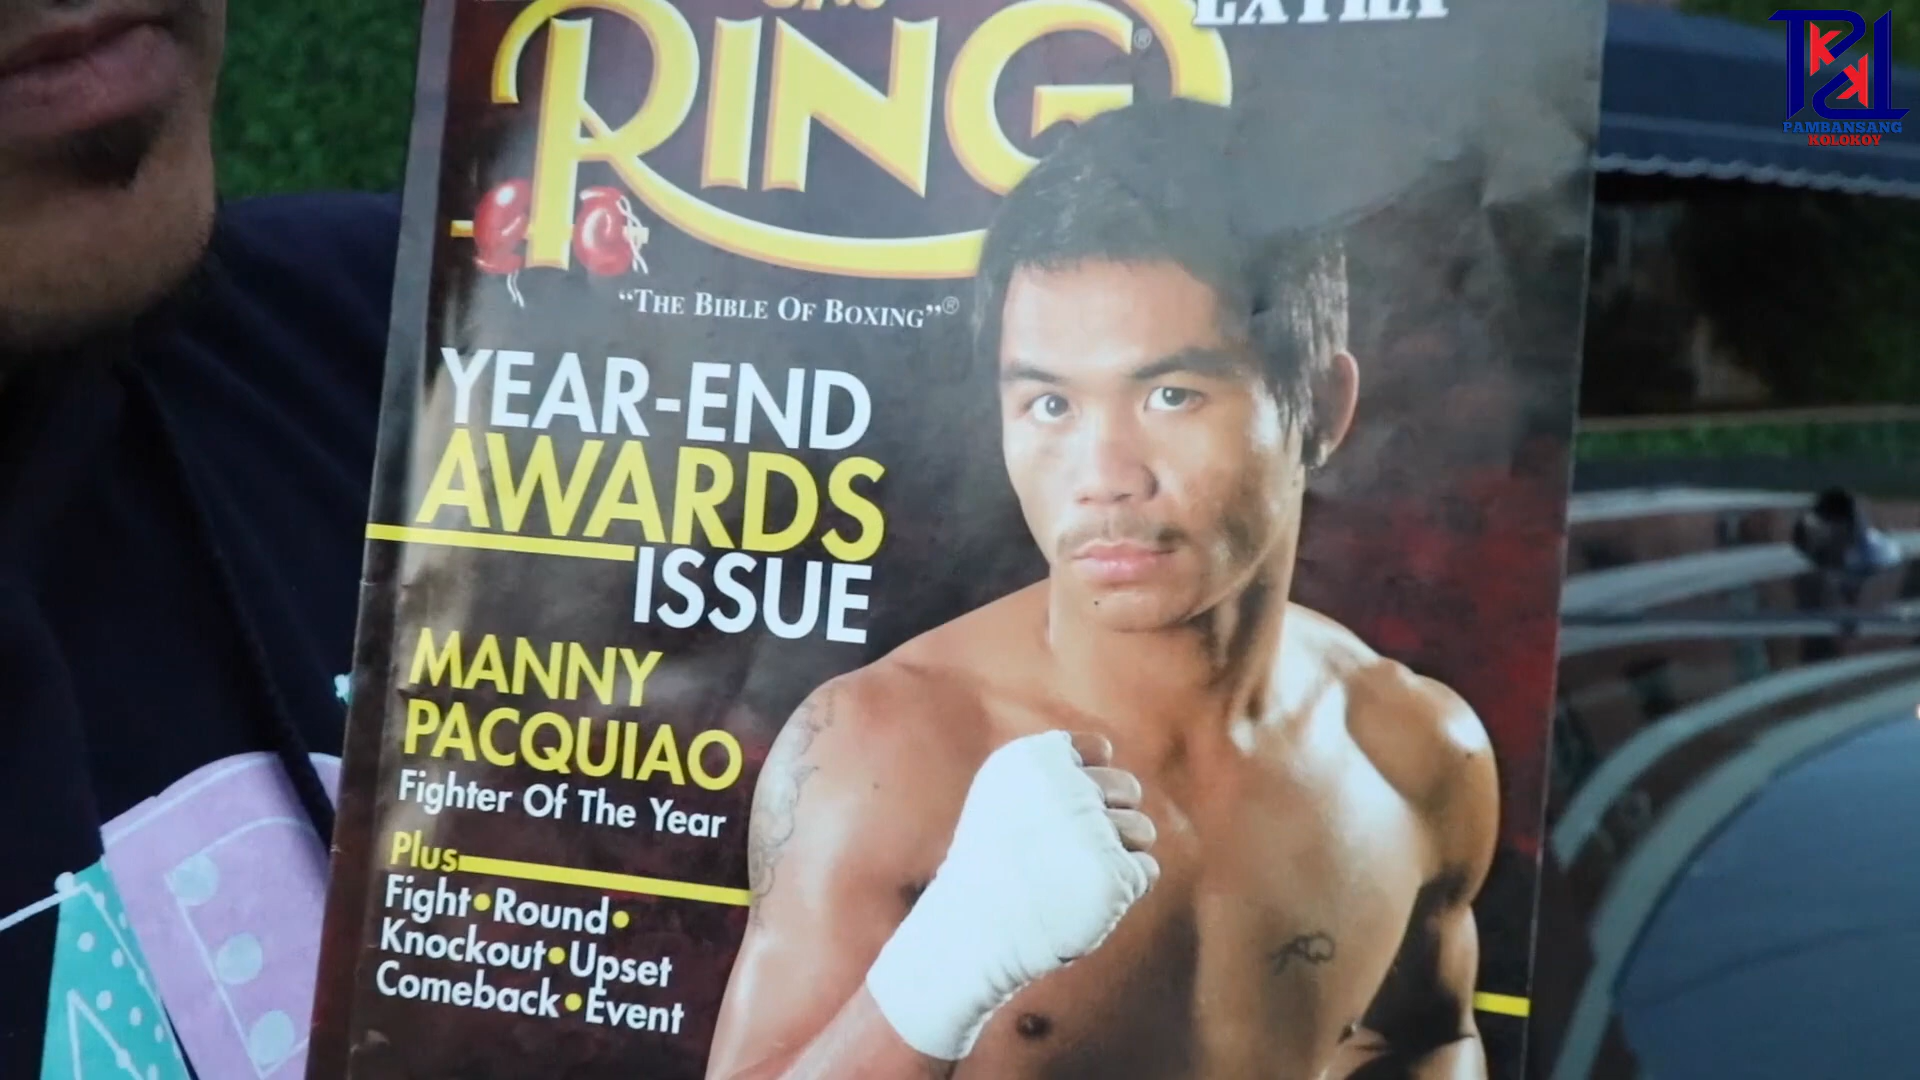 THE
RING®
EXTRA
"THE BIBLE OF BOXING"®
YEAR-END
AWARDS
ISSUE
MANNY
PACQUIAO
Fighter Of The Year
Plus
Fight•Round•
Knockout•Upset
Comeback•Event
PAMBANSANG
KOLOKOY